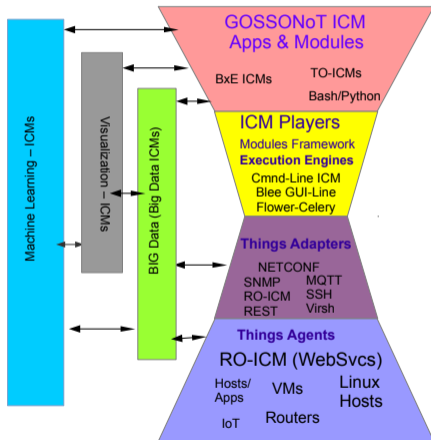 GOSSONoT ICM
Apps & Modules
BxE ICMs
TO-ICMs
Bash/Python
ICM Players
Modules Framework
Execution Engines
Cmnd-Line ICM
Blee GUI-Line
Flower-Celery
Things Adapters
NETCONF
SNMP
MQTT
RO-ICM
SSH
REST
Virsh
Things Agents
RO-ICM (WebSvcs)
Hosts/
Apps
VMs
Linux
Hosts
IoT
Routers
Machine Learning – ICMs
Visualization – ICMs
BIG Data (Big Data ICMs)